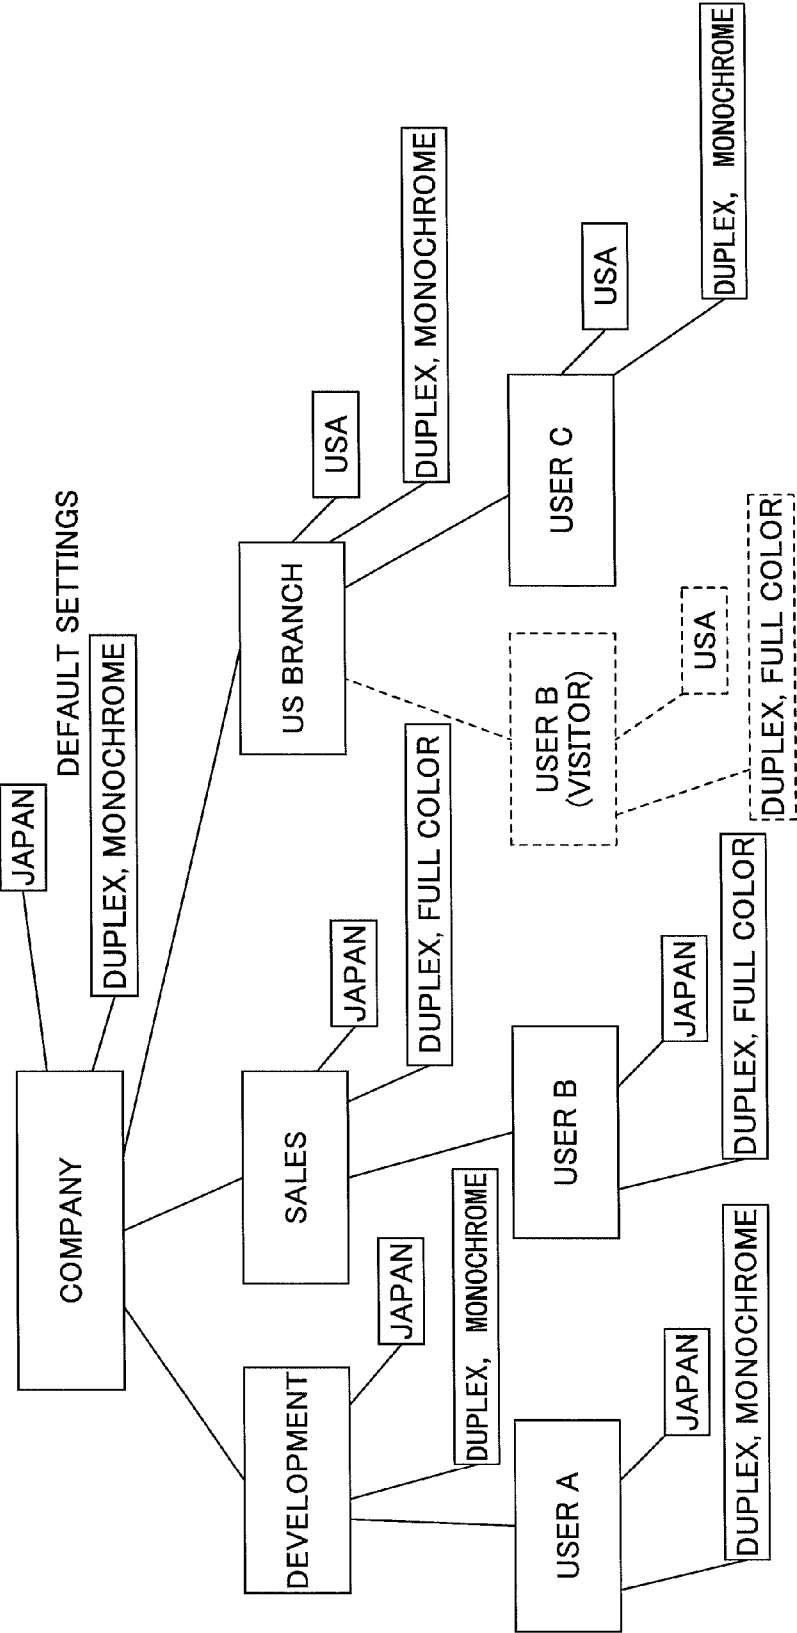 COMPANY
JAPAN
DUPLEX, MONOCHROME
DEFAULT SETTINGS
DEVELOPMENT
JAPAN
DUPLEX, MONOCHROME
SALES
JAPAN
DUPLEX, FULL COLOR
US BRANCH
USA
DUPLEX, MONOCHROME
USER A
JAPAN
DUPLEX, MONOCHROME
USER B
JAPAN
DUPLEX, FULL COLOR
USER B
(VISITOR)
USA
DUPLEX, FULL COLOR
USER C
USA
DUPLEX, MONOCHROME